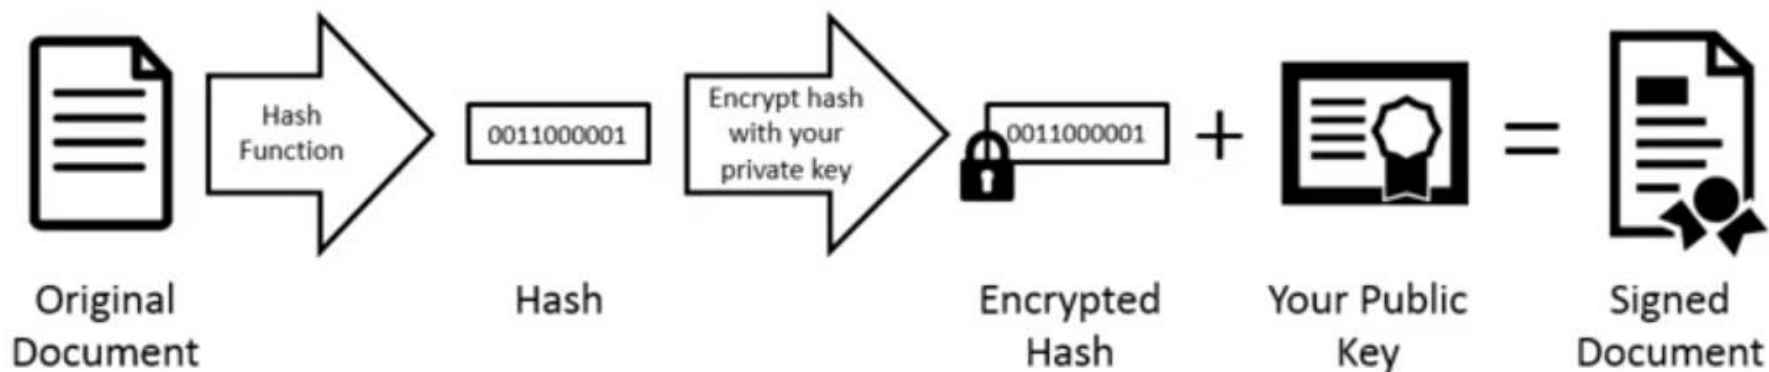 Hash
Function
0011000001
Encrypt hash
with your
private key
0011000001
Original
Document
Hash
Encrypted
Hash
Your Public
Key
Signed
Document